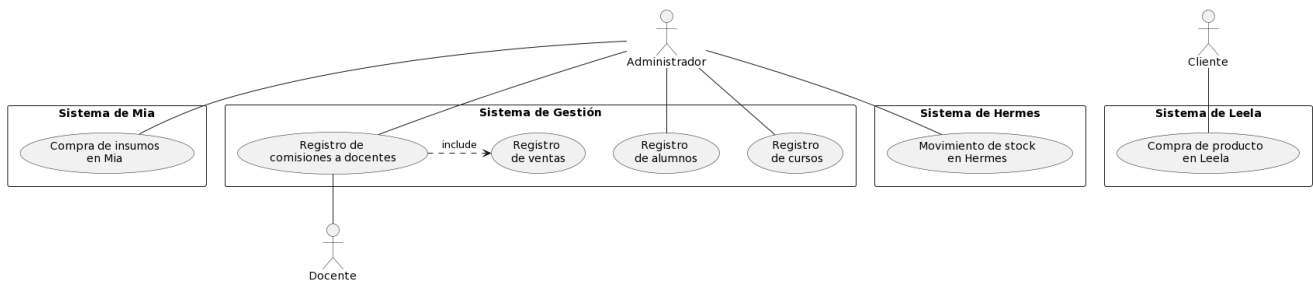 Administrador
Cliente
Sistema de Mia
Compra de insumos
en Mia
Sistema de Gestión
Registro de
comisiones a docentes
include
Registro
de ventas
Registro
de alumnos
Registro
de cursos
Sistema de Hermes
Movimiento de stock
en Hermes
Sistema de Leela
Compra de producto
en Leela
Docente